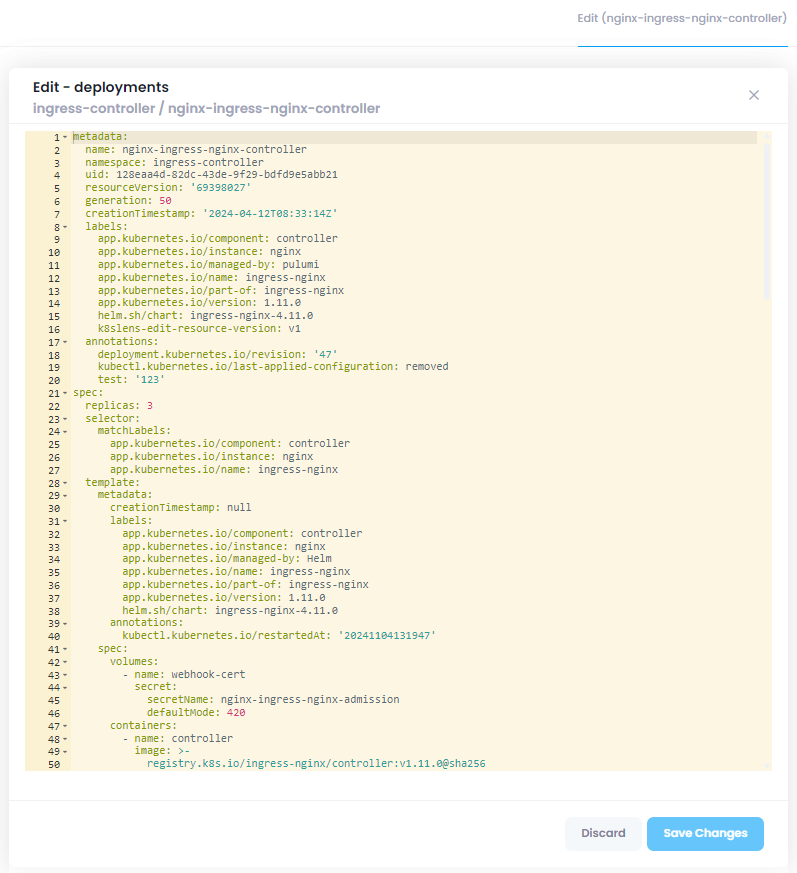 Edit (nginx-ingress-nginx-controller)
Edit - deployments
ingress-controller / nginx-ingress-nginx-controller
1 metadata:
2 name: nginx-ingress-nginx-controller
3 namespace: ingress-controller
4 uid: 128eaa4d-82dc-43de-9f29-bdfd9e5abb21
5 resourceVersion: '69398027'
6 generation: 50
7 creationTimestamp: '2024-04-12T08:33:14Z'
8 labels:
9 app.kubernetes.io/component: controller
10 app.kubernetes.io/instance: nginx
11 app.kubernetes.io/managed-by: pulumi
12 app.kubernetes.io/name: ingress-nginx
13 app.kubernetes.io/part-of: ingress-nginx
14 app.kubernetes.io/version: 1.11.0
15 helm.sh/chart: ingress-nginx-4.11.0
16 k8slens-edit-resource-version: v1
17 annotations:
18 deployment.kubernetes.io/revision: '47'
19 kubectl.kubernetes.io/last-applied-configuration: removed
20 test: '123'
21 spec:
22 replicas: 3
23 selector:
24 matchLabels:
25 app.kubernetes.io/component: controller
26 app.kubernetes.io/instance: nginx
27 app.kubernetes.io/name: ingress-nginx
28 template:
29 metadata:
30 creationTimestamp: null
31 labels:
32 app.kubernetes.io/component: controller
33 app.kubernetes.io/instance: nginx
34 app.kubernetes.io/managed-by: Helm
35 app.kubernetes.io/name: ingress-nginx
36 app.kubernetes.io/part-of: ingress-nginx
37 app.kubernetes.io/version: 1.11.0
38 helm.sh/chart: ingress-nginx-4.11.0
39 annotations:
40 kubectl.kubernetes.io/restartedAt: '20241104131947'
41 spec:
42 volumes:
43 - name: webhook-cert
44 secret:
45 secretName: nginx-ingress-nginx-admission
46 defaultMode: 420
47 containers:
48 - name: controller
49 image: >-
50 registry.k8s.io/ingress-nginx/controller:v1.11.0@sha256
Discard
Save Changes